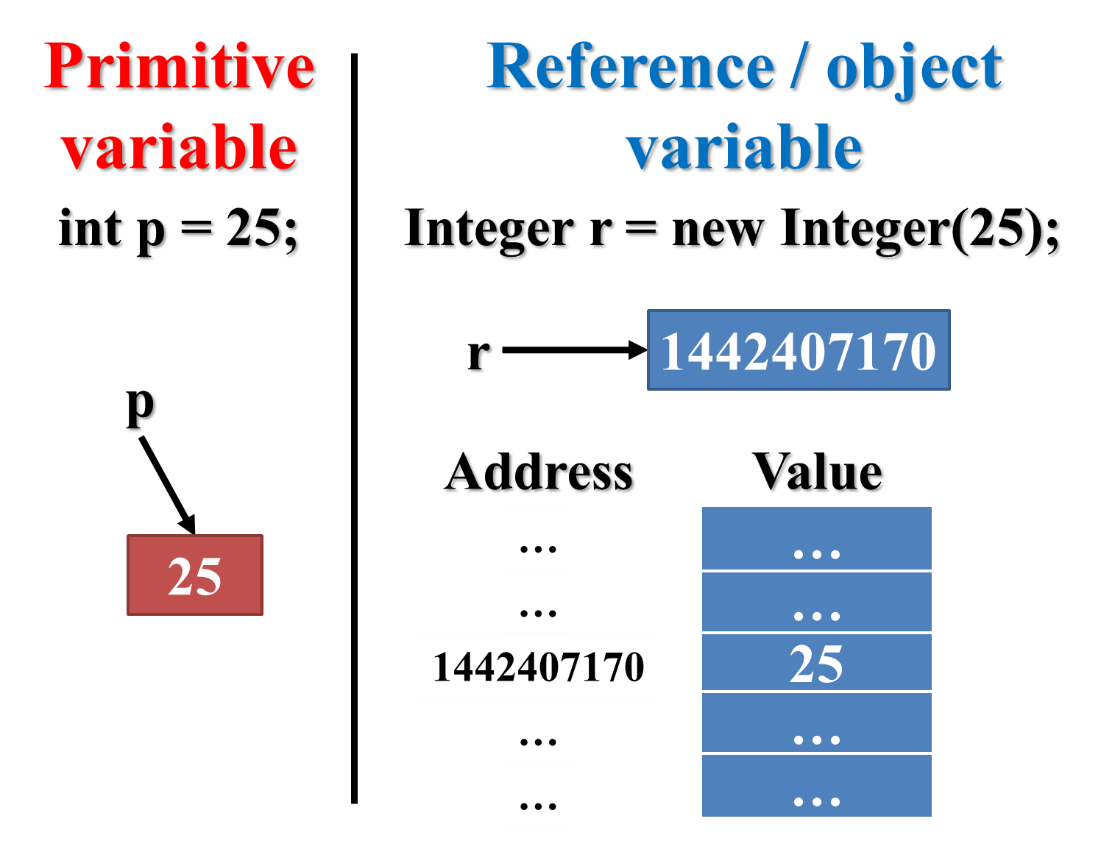 Primitive
variable
int p = 25;
p
25
Reference / object
variable
Integer r = new Integer(25);
r
1442407170
Address Value
... ...
... ...
1442407170 25
... ...
... ...